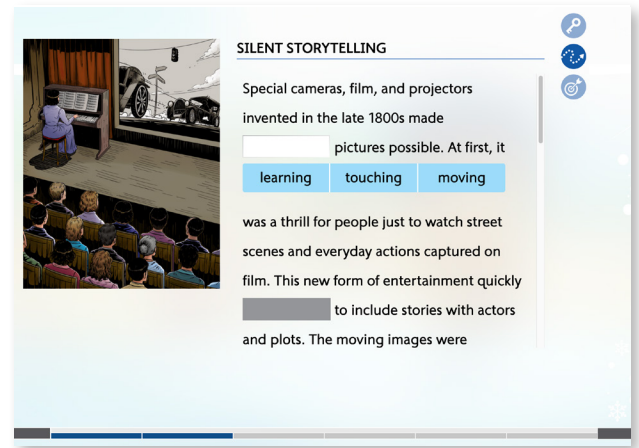 SILENT STORYTELLING
Special cameras, film, and projectors
invented in the late 1800s made
pictures possible. At first, it
learning touching moving
was a thrill for people just to watch street
scenes and everyday actions captured on
film. This new form of entertainment quickly
to include stories with actors
and plots. The moving images were